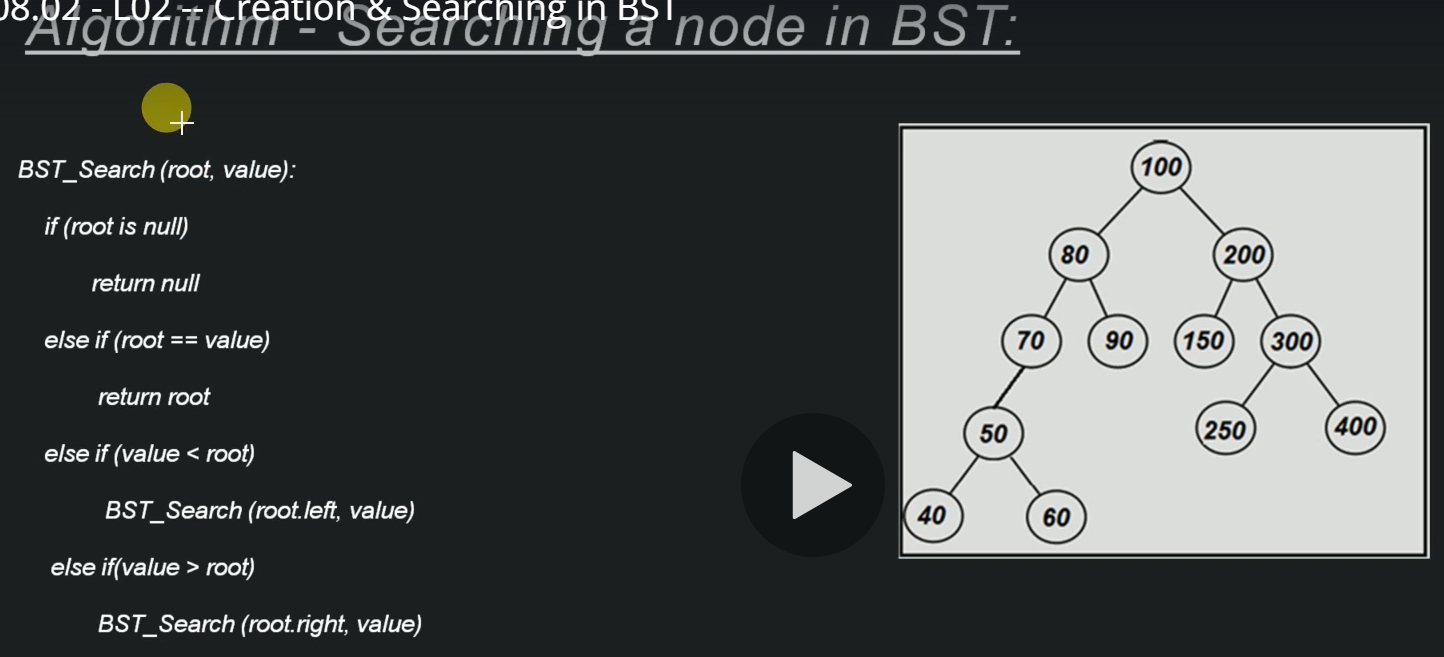 08.02 - L02 – Creation & Searching in BST
Algorithm - Searching a node in BST:
BST_Search (root, value):
if (root is null)
return null
else if (root == value)
return root
else if (value < root)
BST_Search (root.left, value)
else if(value > root)
BST_Search (root.right, value)
100
80 200
70 90 150 300
50 250 400
40 60